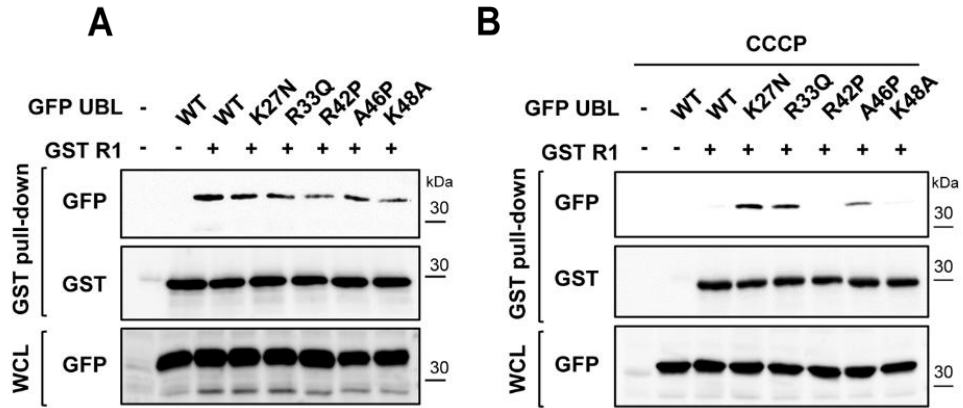 A
GFP UBL - WT WT K27N R33Q R42P A46P K48A
GST R1 - - + + + + + +
GST pull-down
GFP
kDa
30
GST
30
WCL
GFP
30
B
CCCP
GFP UBL - WT WT K27N R33Q R42P A46P K48A
GST R1 - - + + + + + +
GST pull-down
GFP
kDa
30
GST
30
WCL
GFP
30